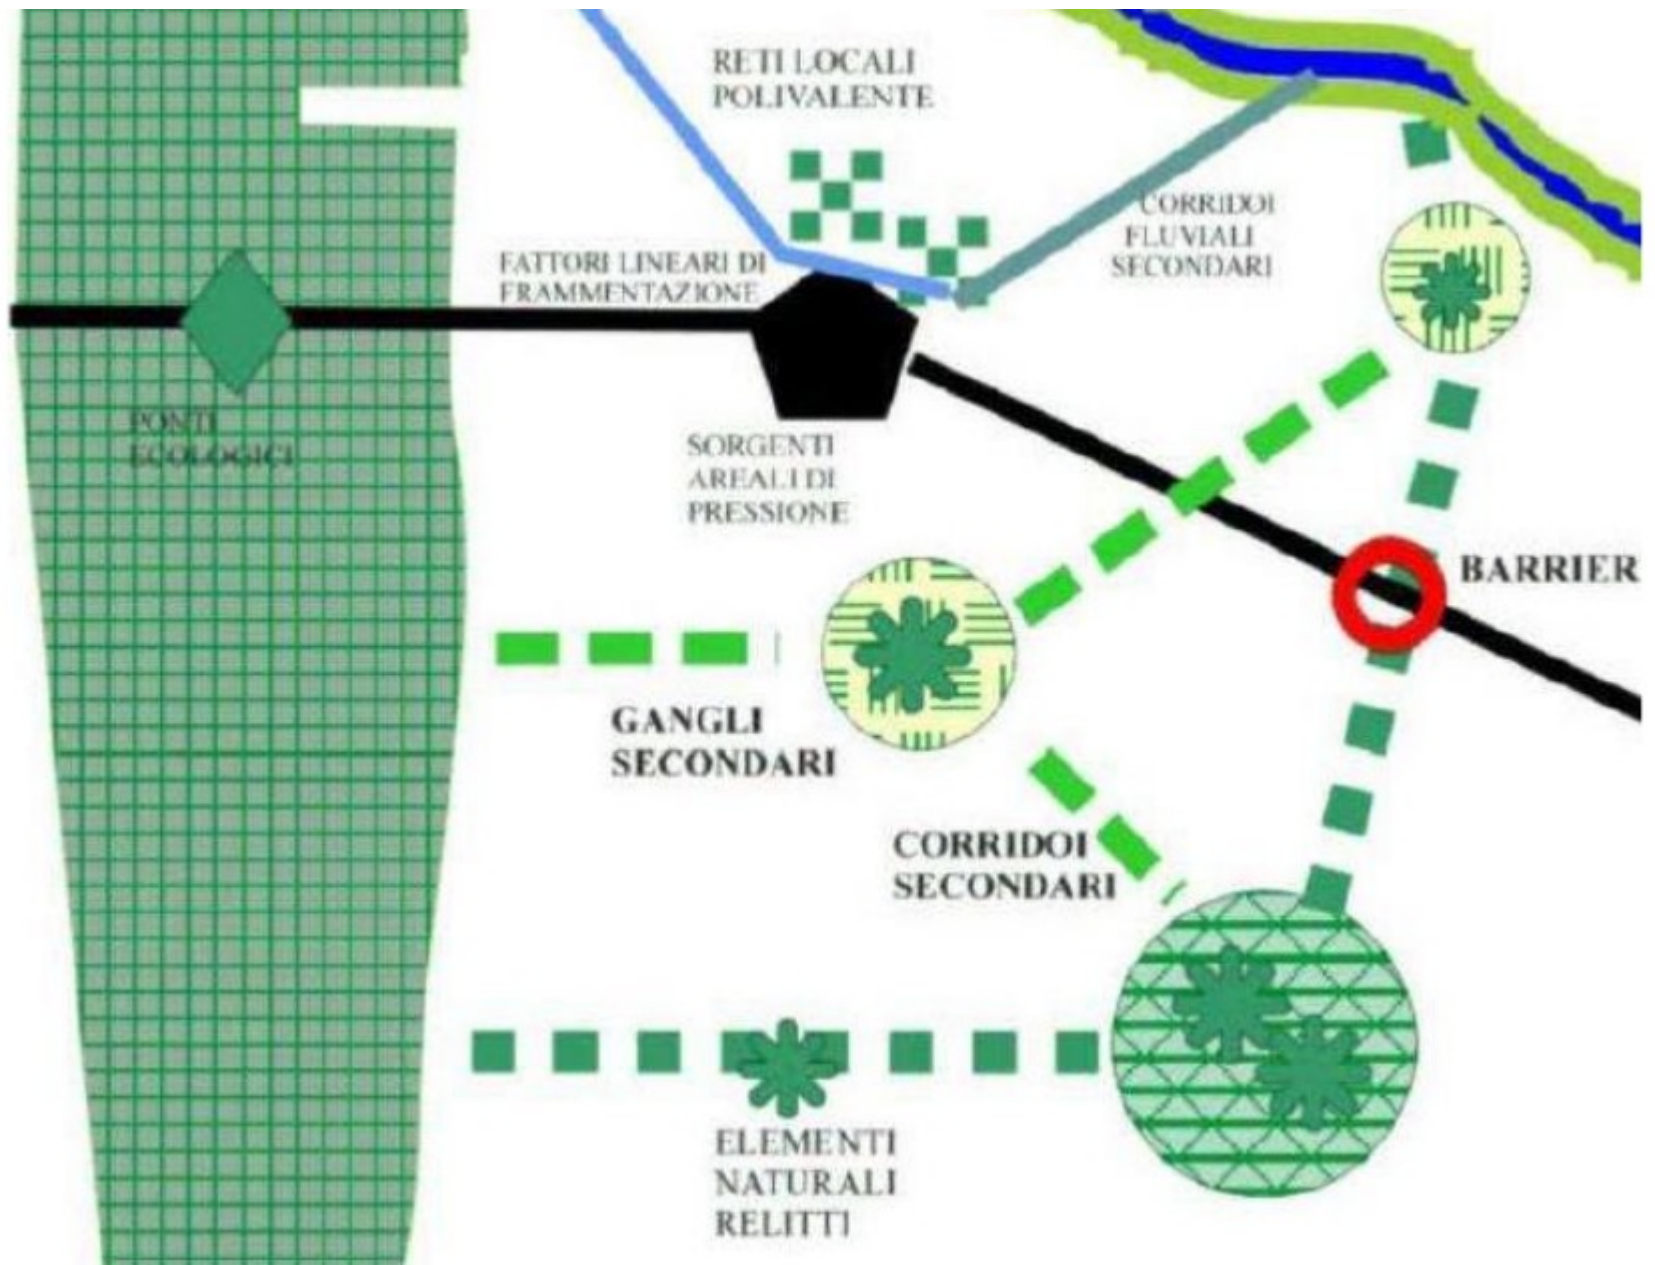 RETI LOCALI
POLIVALENTE
CORRIDOI
FLUVIALI
SECONDARI
FATTORI LINEARI DI
FRAMMENTAZIONE
PONTI
ECOLOGICI
SORGENTI
AREALI DI
PRESSIONE
BARRIER
GANGLI
SECONDARI
CORRIDOI
SECONDARI
ELEMENTI
NATURALI
RELITTI